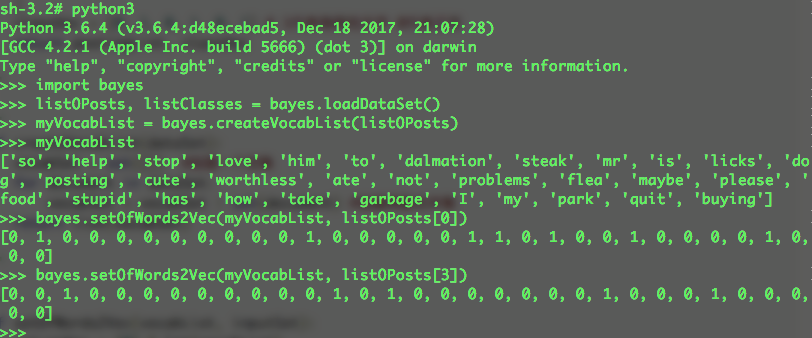 sh-3.2# python3
Python 3.6.4 (v3.6.4:d48ecebad5, Dec 18 2017, 21:07:28)
[GCC 4.2.1 (Apple Inc. build 5666) (dot 3)] on darwin
Type "help", "copyright", "credits" or "license" for more information.
>>> import bayes
>>> listOPosts, listClasses = bayes.loadDataSet()
>>> myVocabList = bayes.createVocabList(listOPosts)
>>> myVocabList
['so', 'help', 'stop', 'love', 'him', 'to', 'dalmation', 'steak', 'mr', 'is', 'licks', 'do
g', 'posting', 'cute', 'worthless', 'ate', 'not', 'problems', 'flea', 'maybe', 'please', '
food', 'stupid', 'has', 'how', 'take', 'garbage', 'I', 'my', 'park', 'quit', 'buying']
>>> bayes.setOfWords2Vec(myVocabList, listOPosts[0])
[0, 1, 0, 0, 0, 0, 0, 0, 0, 0, 0, 1, 0, 0, 0, 0, 0, 1, 1, 0, 1, 0, 0, 1, 0, 0, 0, 0, 1, 0,
 0, 0]
>>> bayes.setOfWords2Vec(myVocabList, listOPosts[3])
[0, 0, 1, 0, 0, 0, 0, 0, 0, 0, 0, 0, 1, 0, 1, 0, 0, 0, 0, 0, 0, 0, 1, 0, 0, 0, 1, 0, 0, 0,
 0, 0]
>>>